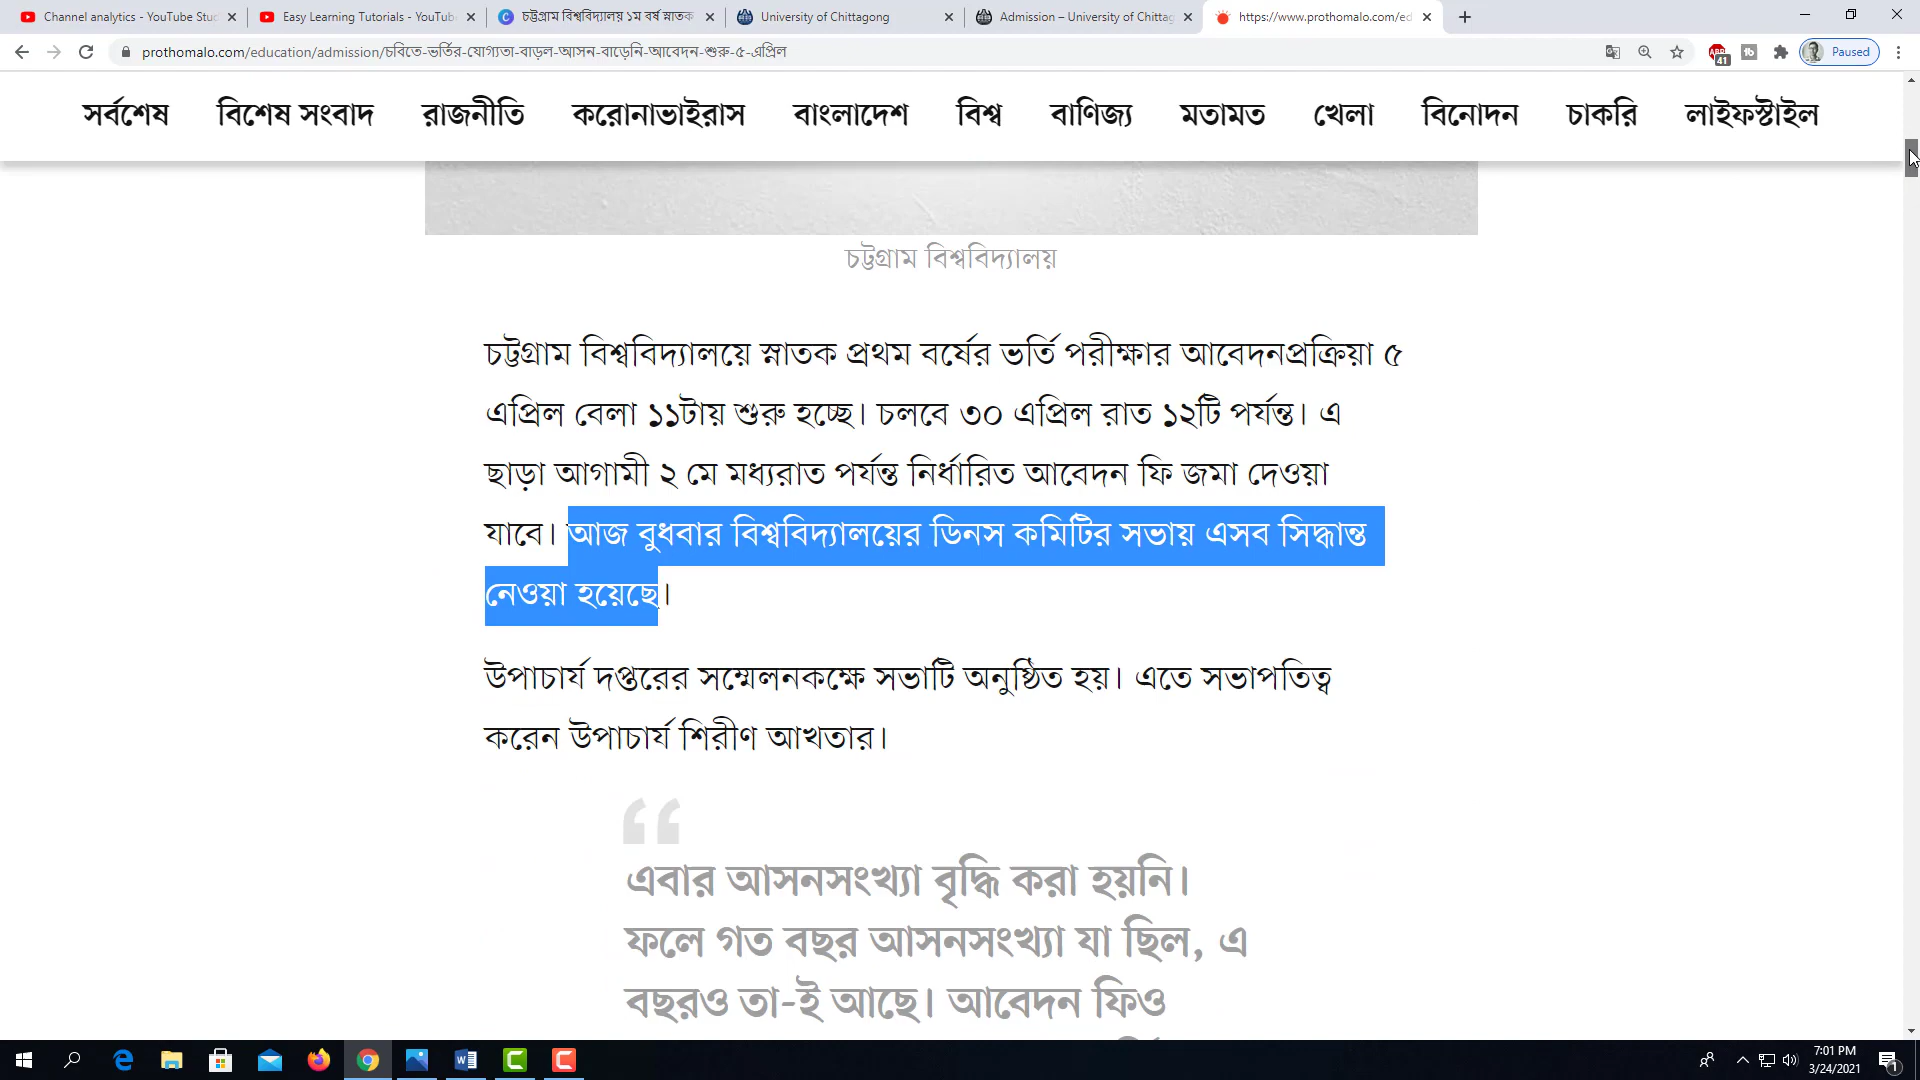 Channel analytics - YouTube Stu
Easy Learning Tutorials - YouTub
চট্টগ্রাম বিশ্ববিদ্যালয় ১ম বর্ষ স্নাতক
University of Chittagong
Admission – University of Chittag
https://www.prothomalo.com/ed
prothomalo.com/education/admission/চবিতে-ভর্তির-যোগ্যতা-বাড়ল-আসন-বাড়েনি-আবেদন-শুরু-৫-এপ্রিল
ABP
41
tb
Paused
সর্বশেষ বিশেষ সংবাদ রাজনীতি করোনাভাইরাস বাংলাদেশ বিশ্ব বাণিজ্য মতামত খেলা বিনোদন চাকরি লাইফস্টাইল
চট্টগ্রাম বিশ্ববিদ্যালয়
চট্টগ্রাম বিশ্ববিদ্যালয়ে স্নাতক প্রথম বর্ষের ভর্তি পরীক্ষার আবেদনপ্রক্রিয়া ৫
এপ্রিল বেলা ১১টায় শুরু হচ্ছে। চলবে ৩০ এপ্রিল রাত ১২টি পর্যন্ত। এ
ছাড়া আগামী ২ মে মধ্যরাত পর্যন্ত নির্ধারিত আবেদন ফি জমা দেওয়া
যাবে। আজ বুধবার বিশ্ববিদ্যালয়ের ডিনস কমিটির সভায় এসব সিদ্ধান্ত
নেওয়া হয়েছে।
উপাচার্য দপ্তরের সম্মেলনকক্ষে সভাটি অনুষ্ঠিত হয়। এতে সভাপতিত্ব
করেন উপাচার্য শিরীণ আখতার।
“
এবার আসনসংখ্যা বৃদ্ধি করা হয়নি।
ফলে গত বছর আসনসংখ্যা যা ছিল, এ
বছরও তা-ই আছে। আবেদন ফিও
7:01 PM
3/24/2021
1